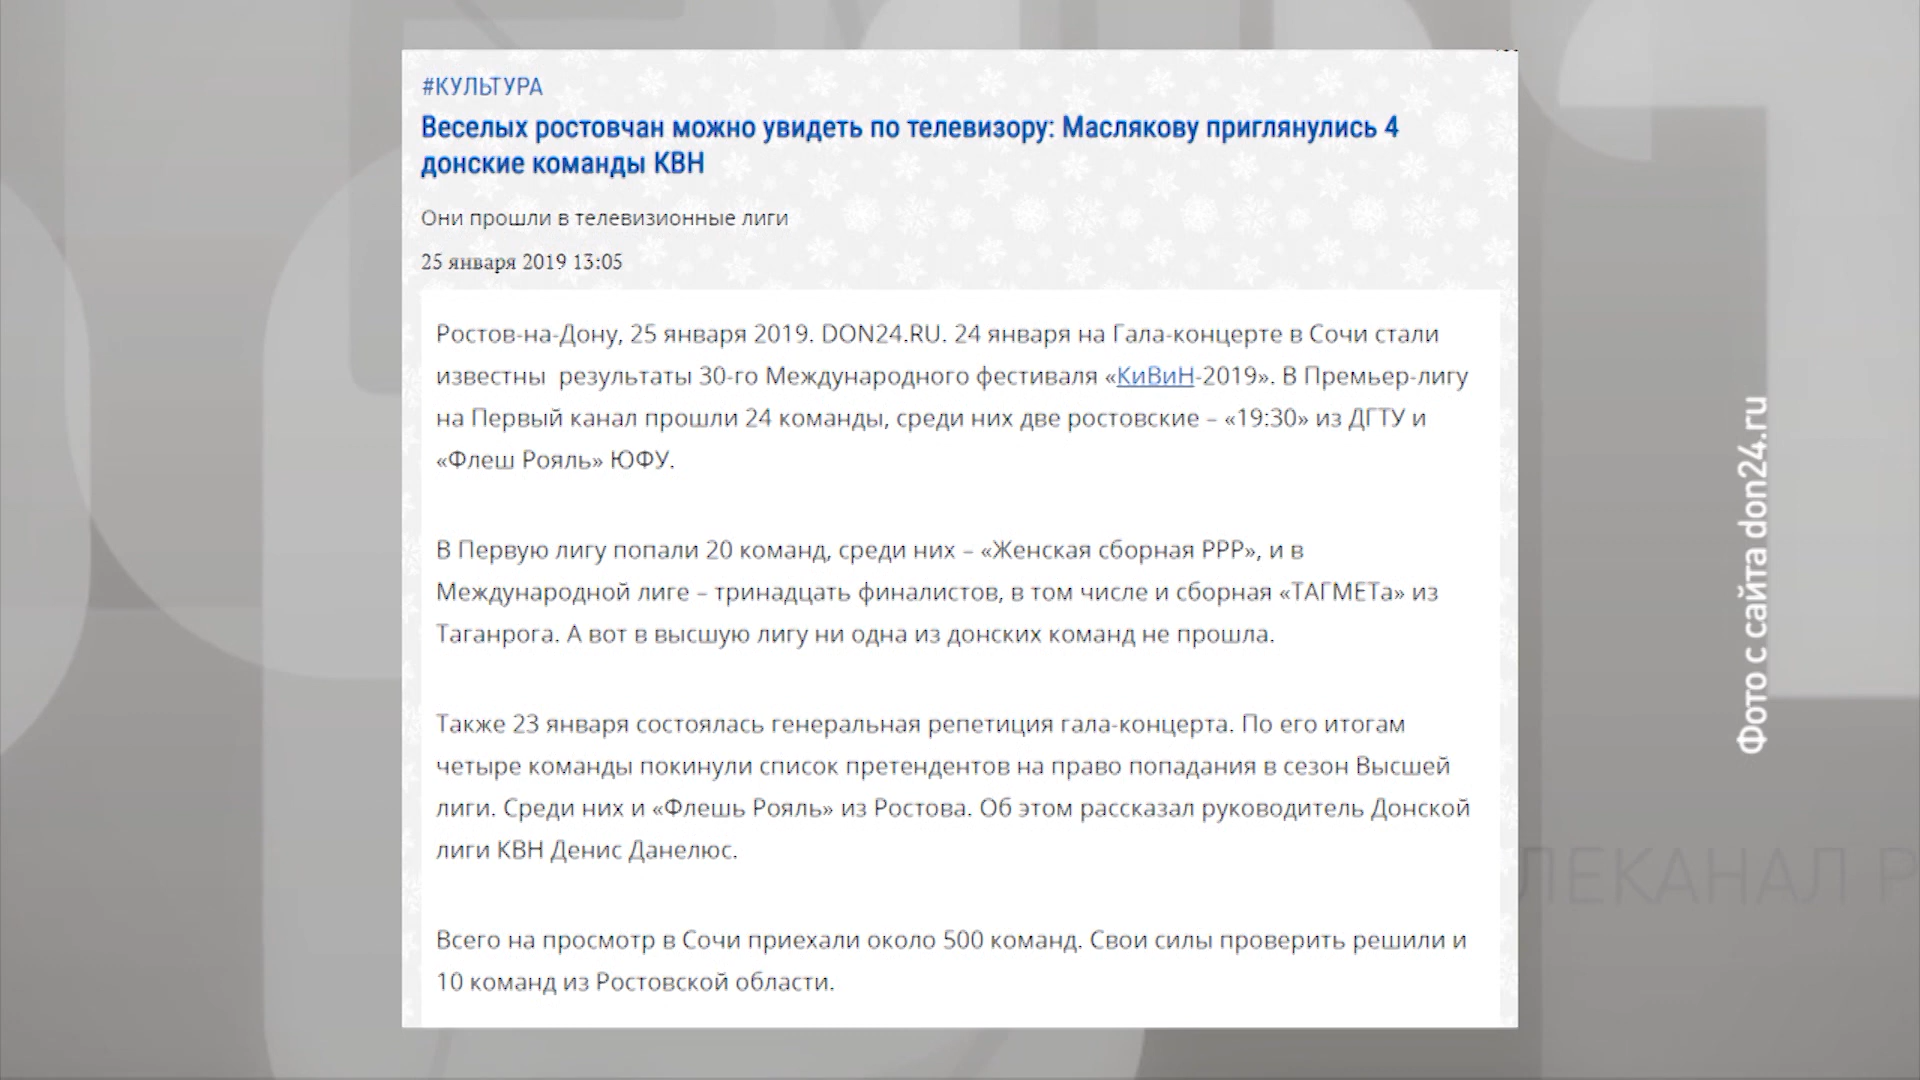 #КУЛЬТУРА
Веселых ростовчан можно увидеть по телевизору: Маслякову приглянулись 4
донские команды КВН
Они прошли в телевизионные лиги
25 января 2019 13:05
Ростов-на-Дону, 25 января 2019. DON24.RU. 24 января на Гала-концерте в Сочи стали
известны результаты 30-го Международного фестиваля «КиВиН-2019». В Премьер-лигу
на Первый канал прошли 24 команды, среди них две ростовские – «19:30» из ДГТУ и
«Флеш Рояль» ЮФУ.
В Первую лигу попали 20 команд, среди них – «Женская сборная РРР», и в
Международной лиге – тринадцать финалистов, в том числе и сборная «ТАГМЕТа» из
Таганрога. А вот в высшую лигу ни одна из донских команд не прошла.
Также 23 января состоялась генеральная репетиция гала-концерта. По его итогам
четыре команды покинули список претендентов на право попадания в сезон Высшей
лиги. Среди них и «Флешь Рояль» из Ростова. Об этом рассказал руководитель Донской
лиги КВН Денис Данелюс.
Всего на просмотр в Сочи приехали около 500 команд. Свои силы проверить решили и
10 команд из Ростовской области.
Фото с сайта don24.ru
ЛЕКАНАЛ Р